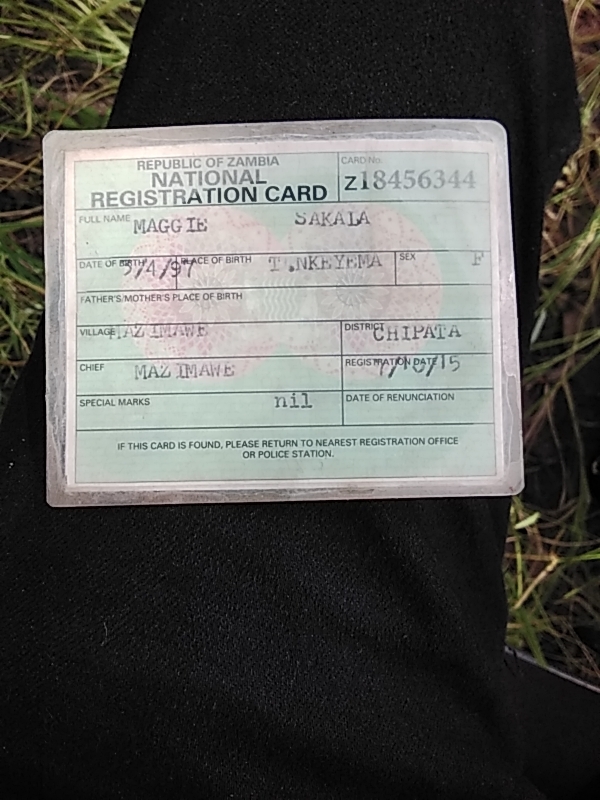 REPUBLIC OF ZAMBIA
NATIONAL
REGISTRATION CARD
CARD No.
Z18456344
FULL NAME MAGGIE SAKALA
DATE OF BIRTH 5/4/97 PLACE OF BIRTH T.NKEYEMA SEX F
FATHER'S/MOTHER'S PLACE OF BIRTH
VILLAGE MAZIMAWE DISTRICT CHIPATA
CHIEF MAZIMAWE REGISTRATION DATE
SPECIAL MARKS nil DATE OF RENUNCIATION
IF THIS CARD IS FOUND, PLEASE RETURN TO NEAREST REGISTRATION OFFICE
OR POLICE STATION.